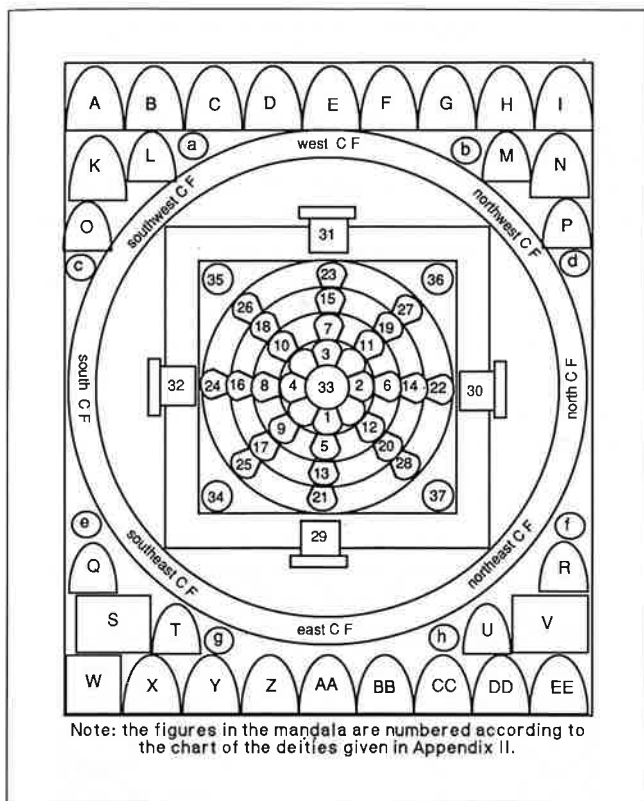 A B C D E F G H I
K L a west C F b M N
O southwest C F northwest C F P
c d
31
35 23 36
26 15 27
18 7 19
10 3 11
south C F 32 24 16 8 4 33 2 6 14 22 30 north C F
9 1 12
17 5 20
25 13 28
34 21 37
29
e f
Q southeast C F northeast C F R
S T g east C F h U V
W X Y Z AA BB CC DD EE
Note: the figures in the mandala are numbered according to
the chart of the deities given in Appendix II.